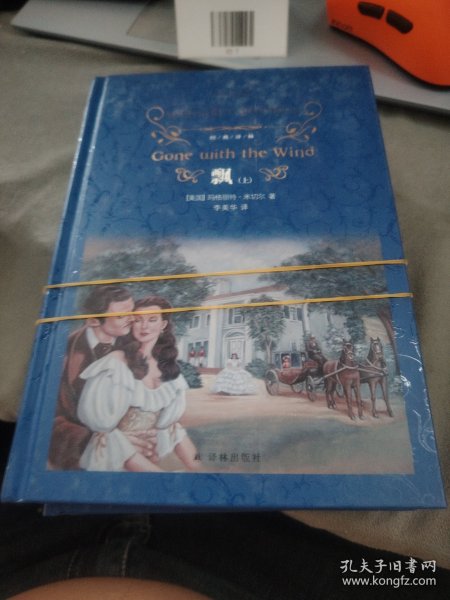 经典译林
Gone with the Wind
飘（上）
[美国] 玛格丽特·米切尔 著
李美华 译
译林出版社
孔夫子旧书网
www.kongfz.com